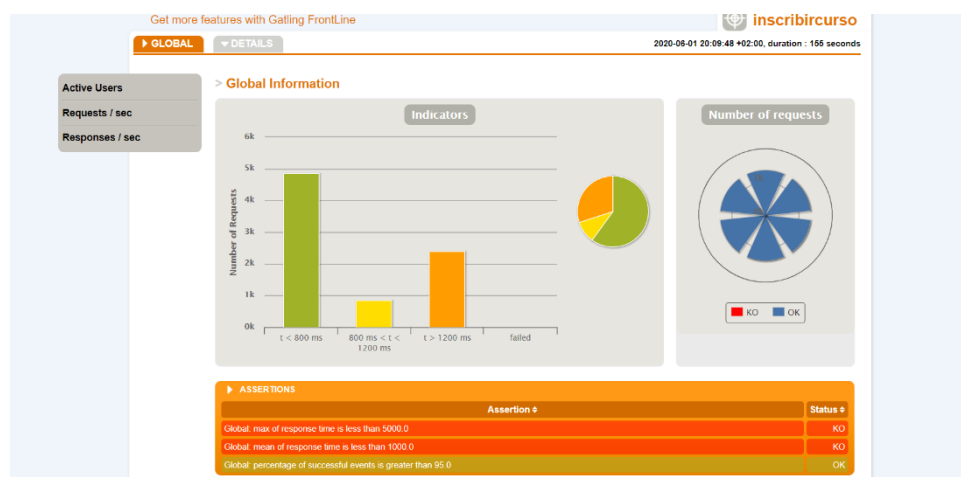 Get more features with Gatling FrontLine
inscribircurso
GLOBAL
DETAILS
2020-06-01 20:09:48 +02:00, duration : 155 seconds
Active Users
Requests / sec
Responses / sec
> Global Information
Indicators
Number of Requests
6k
5k
4k
3k
2k
1k
0k
t < 800 ms
800 ms < t <
1200 ms
t > 1200 ms
failed
Number of requests
KO
OK
ASSERTIONS
Assertion
Status
Global: max of response time is less than 5000.0
KO
Global: mean of response time is less than 1000.0
KO
Global: percentage of successful events is greater than 95.0
OK